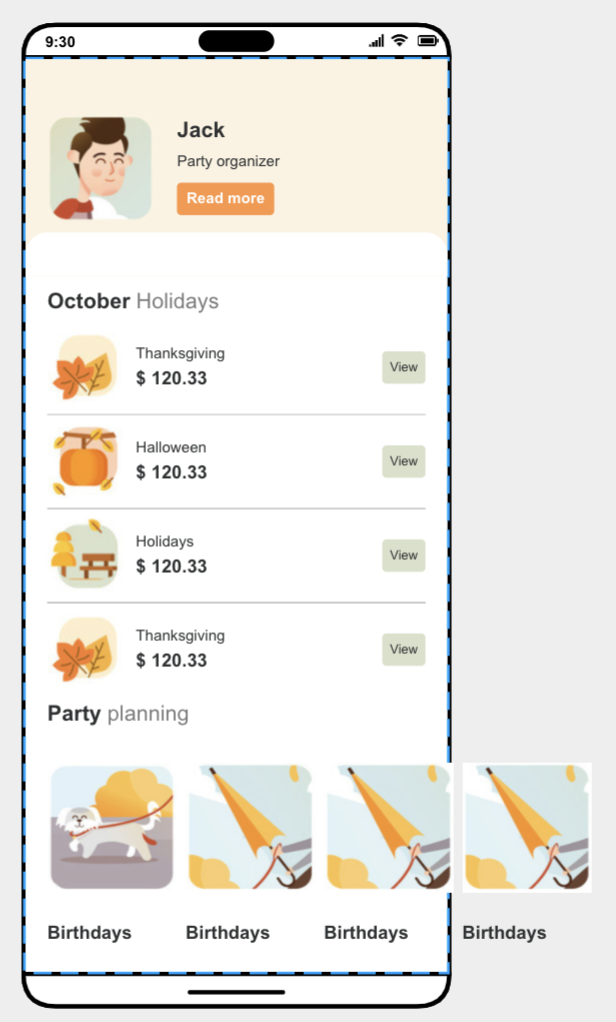 9:30
Jack
Party organizer
Read more
October Holidays
Thanksgiving
$ 120.33
View
Halloween
$ 120.33
View
Holidays
$ 120.33
View
Thanksgiving
$ 120.33
View
Party planning
Birthdays Birthdays Birthdays Birthdays